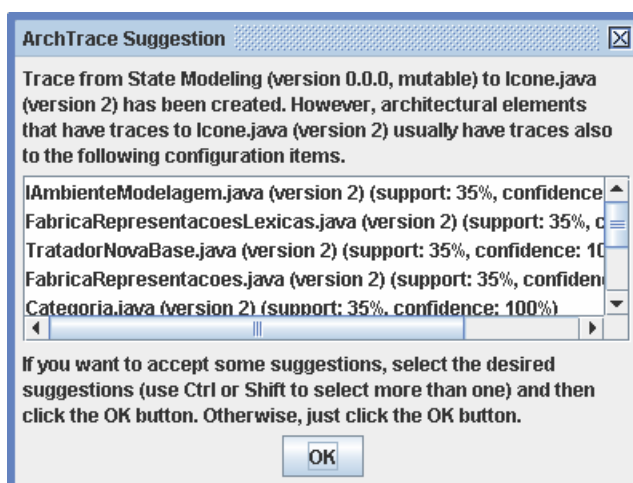 ArchTrace Suggestion
Trace from State Modeling (version 0.0.0, mutable) to Icone.java
(version 2) has been created. However, architectural elements
that have traces to Icone.java (version 2) usually have traces also
to the following configuration items.
IAmbienteModelagem.java (version 2) (support: 35%, confidence
FabricaRepresentacoesLexicas.java (version 2) (support: 35%, c
TratadorNovaBase.java (version 2) (support: 35%, confidence: 10
FabricaRepresentacoes.java (version 2) (support: 35%, confiden
Categoria.java (version 2) (support: 35%, confidence: 100%)
If you want to accept some suggestions, select the desired
suggestions (use Ctrl or Shift to select more than one) and then
click the OK button. Otherwise, just click the OK button.
OK